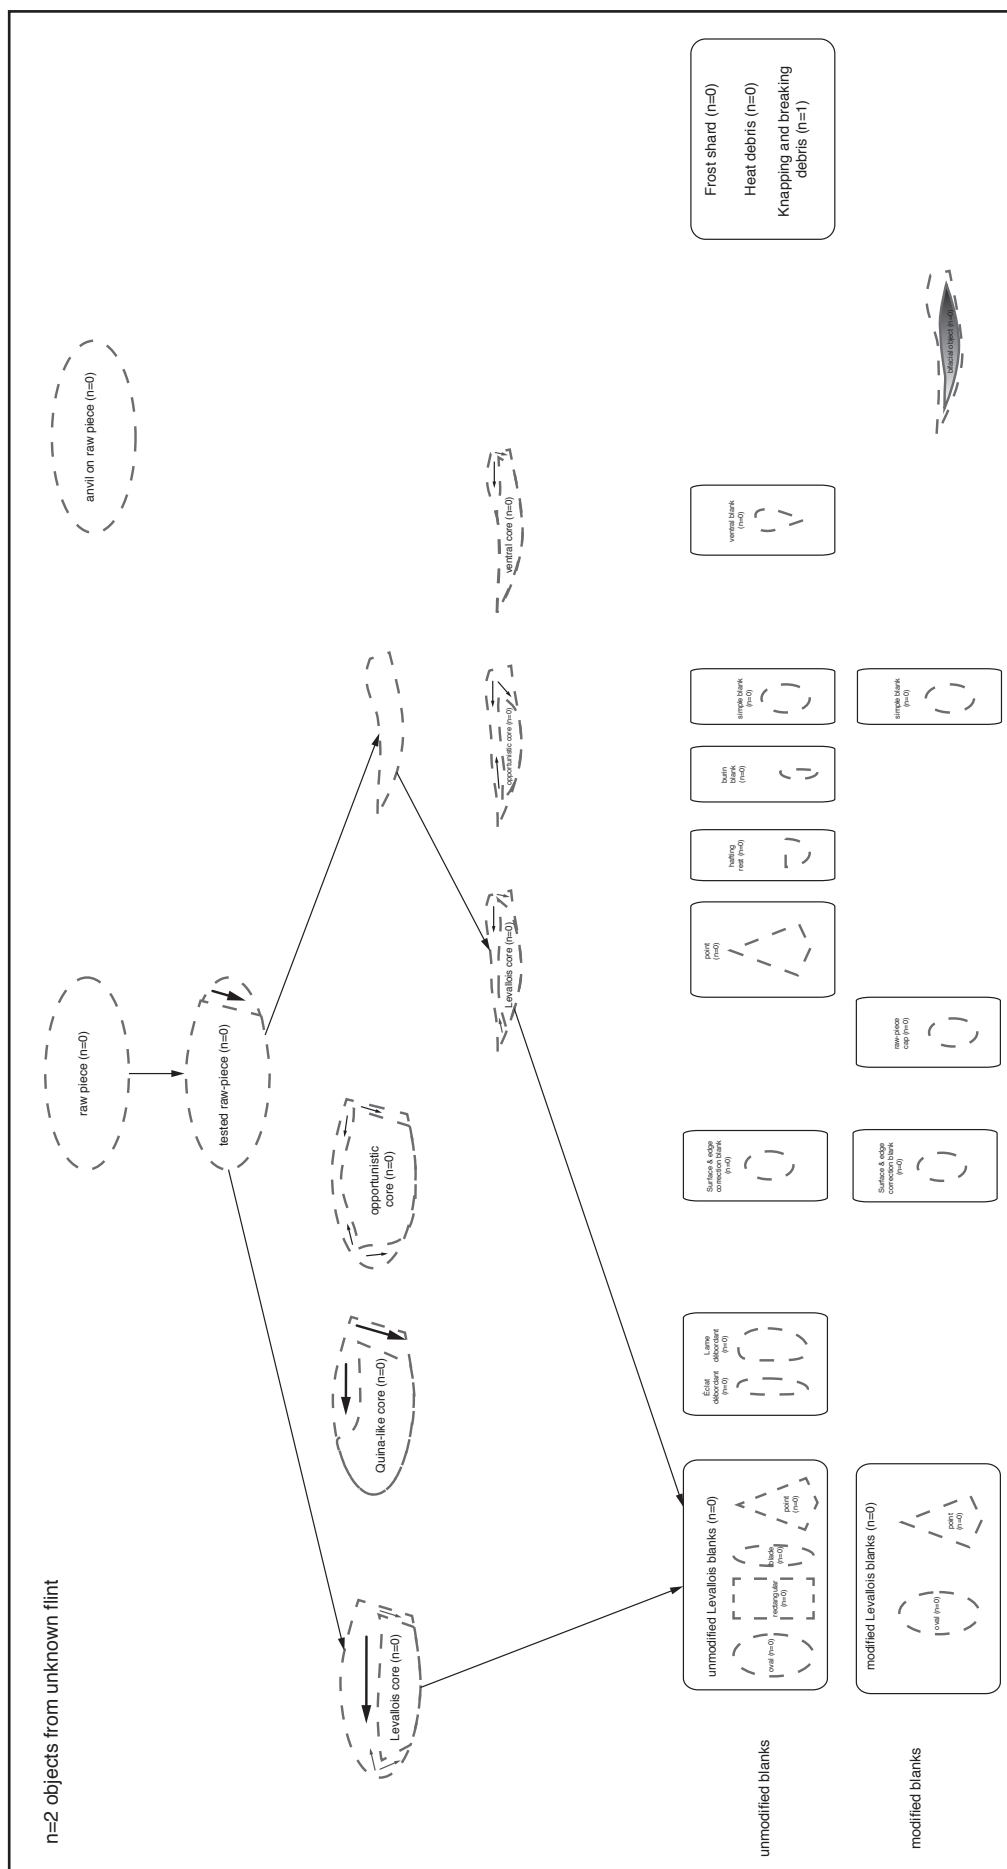 n=2 objects from unknown flint
raw piece (n=0)
anvil on raw piece (n=0)
tested raw-piece (n=0)
Levallois core (n=0)
Quina-like core (n=0)
opportunistic
core (n=0)
Levallois core (n=0)
opportunistic core (n=0)
ventral core (n=0)
unmodified blanks
unmodified Levallois blanks (n=0)
oval (n=0)
rectangular
(n=0)
blade
(n=0)
point
(n=0)
Éclat
débordant
(n=0)
Lame
débordant
(n=0)
Surface & edge
correction blank
(n=0)
point
(n=0)
hafting
rest (n=0)
burin
blank
(n=0)
simple blank
(n=0)
ventral blank
(n=0)
Frost shard (n=0)
Heat debris (n=0)
Knapping and breaking
debris (n=1)
modified blanks
modified Levallois blanks (n=0)
oval (n=0)
point
(n=0)
Surface & edge
correction blank
(n=0)
raw-piece
cap (n=0)
simple blank
(n=0)
bifacial object (n=0)